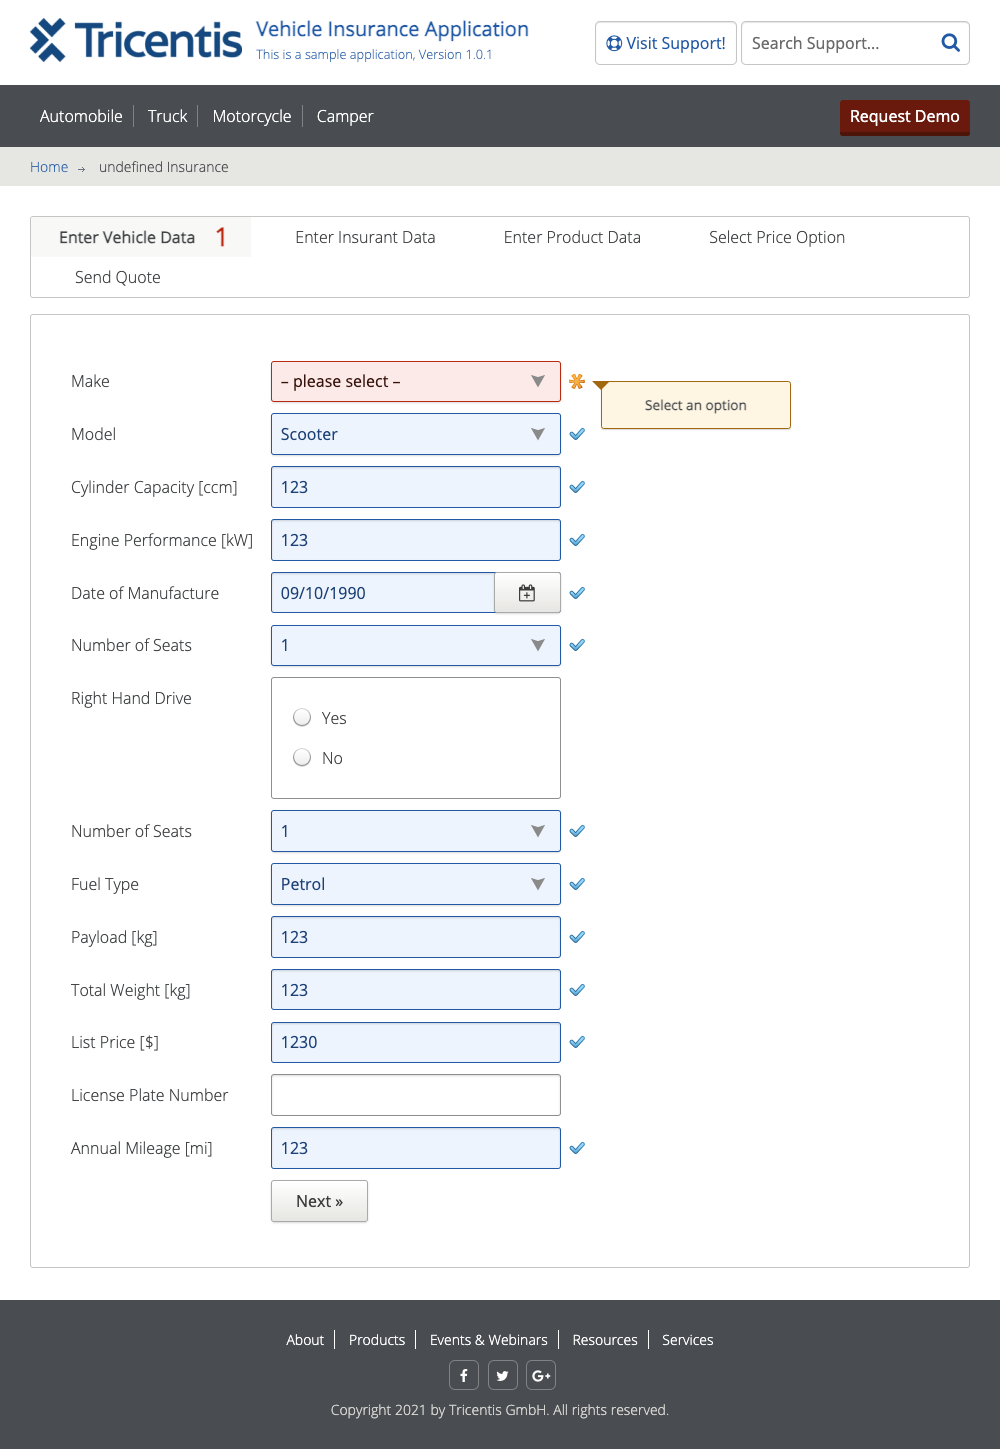 Tricentis
Vehicle Insurance Application
This is a sample application, Version 1.0.1
Visit Support!
Search Support...
Automobile
Truck
Motorcycle
Camper
Request Demo
Home → undefined Insurance
Enter Vehicle Data 1
Enter Insurant Data
Enter Product Data
Select Price Option
Send Quote
Make
– please select –
Select an option
Model
Scooter
Cylinder Capacity [ccm]
123
Engine Performance [kW]
123
Date of Manufacture
09/10/1990
Number of Seats
1
Right Hand Drive
Yes
No
Number of Seats
1
Fuel Type
Petrol
Payload [kg]
123
Total Weight [kg]
123
List Price [$]
1230
License Plate Number
Annual Mileage [mi]
123
Next »
About
Products
Events & Webinars
Resources
Services
Copyright 2021 by Tricentis GmbH. All rights reserved.